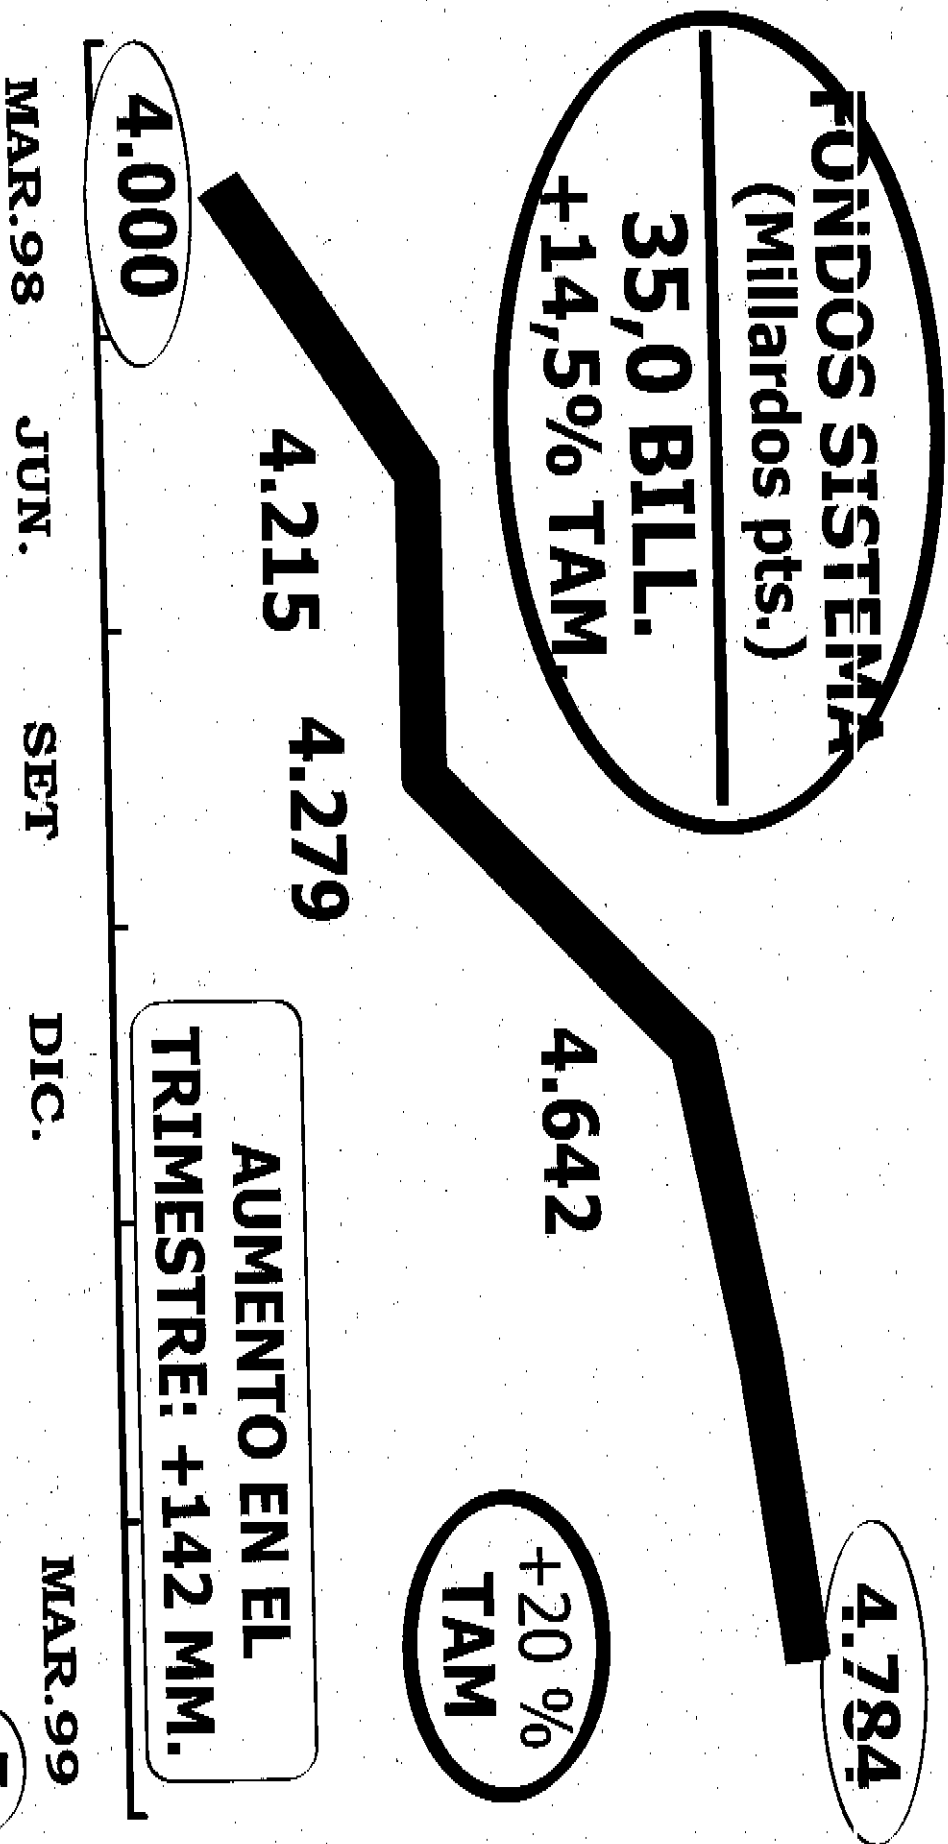 FONDOS SISTEMA
(Millardos pts.)
35,0 BILL.
+14,5% TAM.
4.784
+20 %
TAM
4.642
4.279
4.215
4.000
AUMENTO EN EL
TRIMESTRE: +142 MM.
MAR.98 JUN. SET DIC. MAR.99